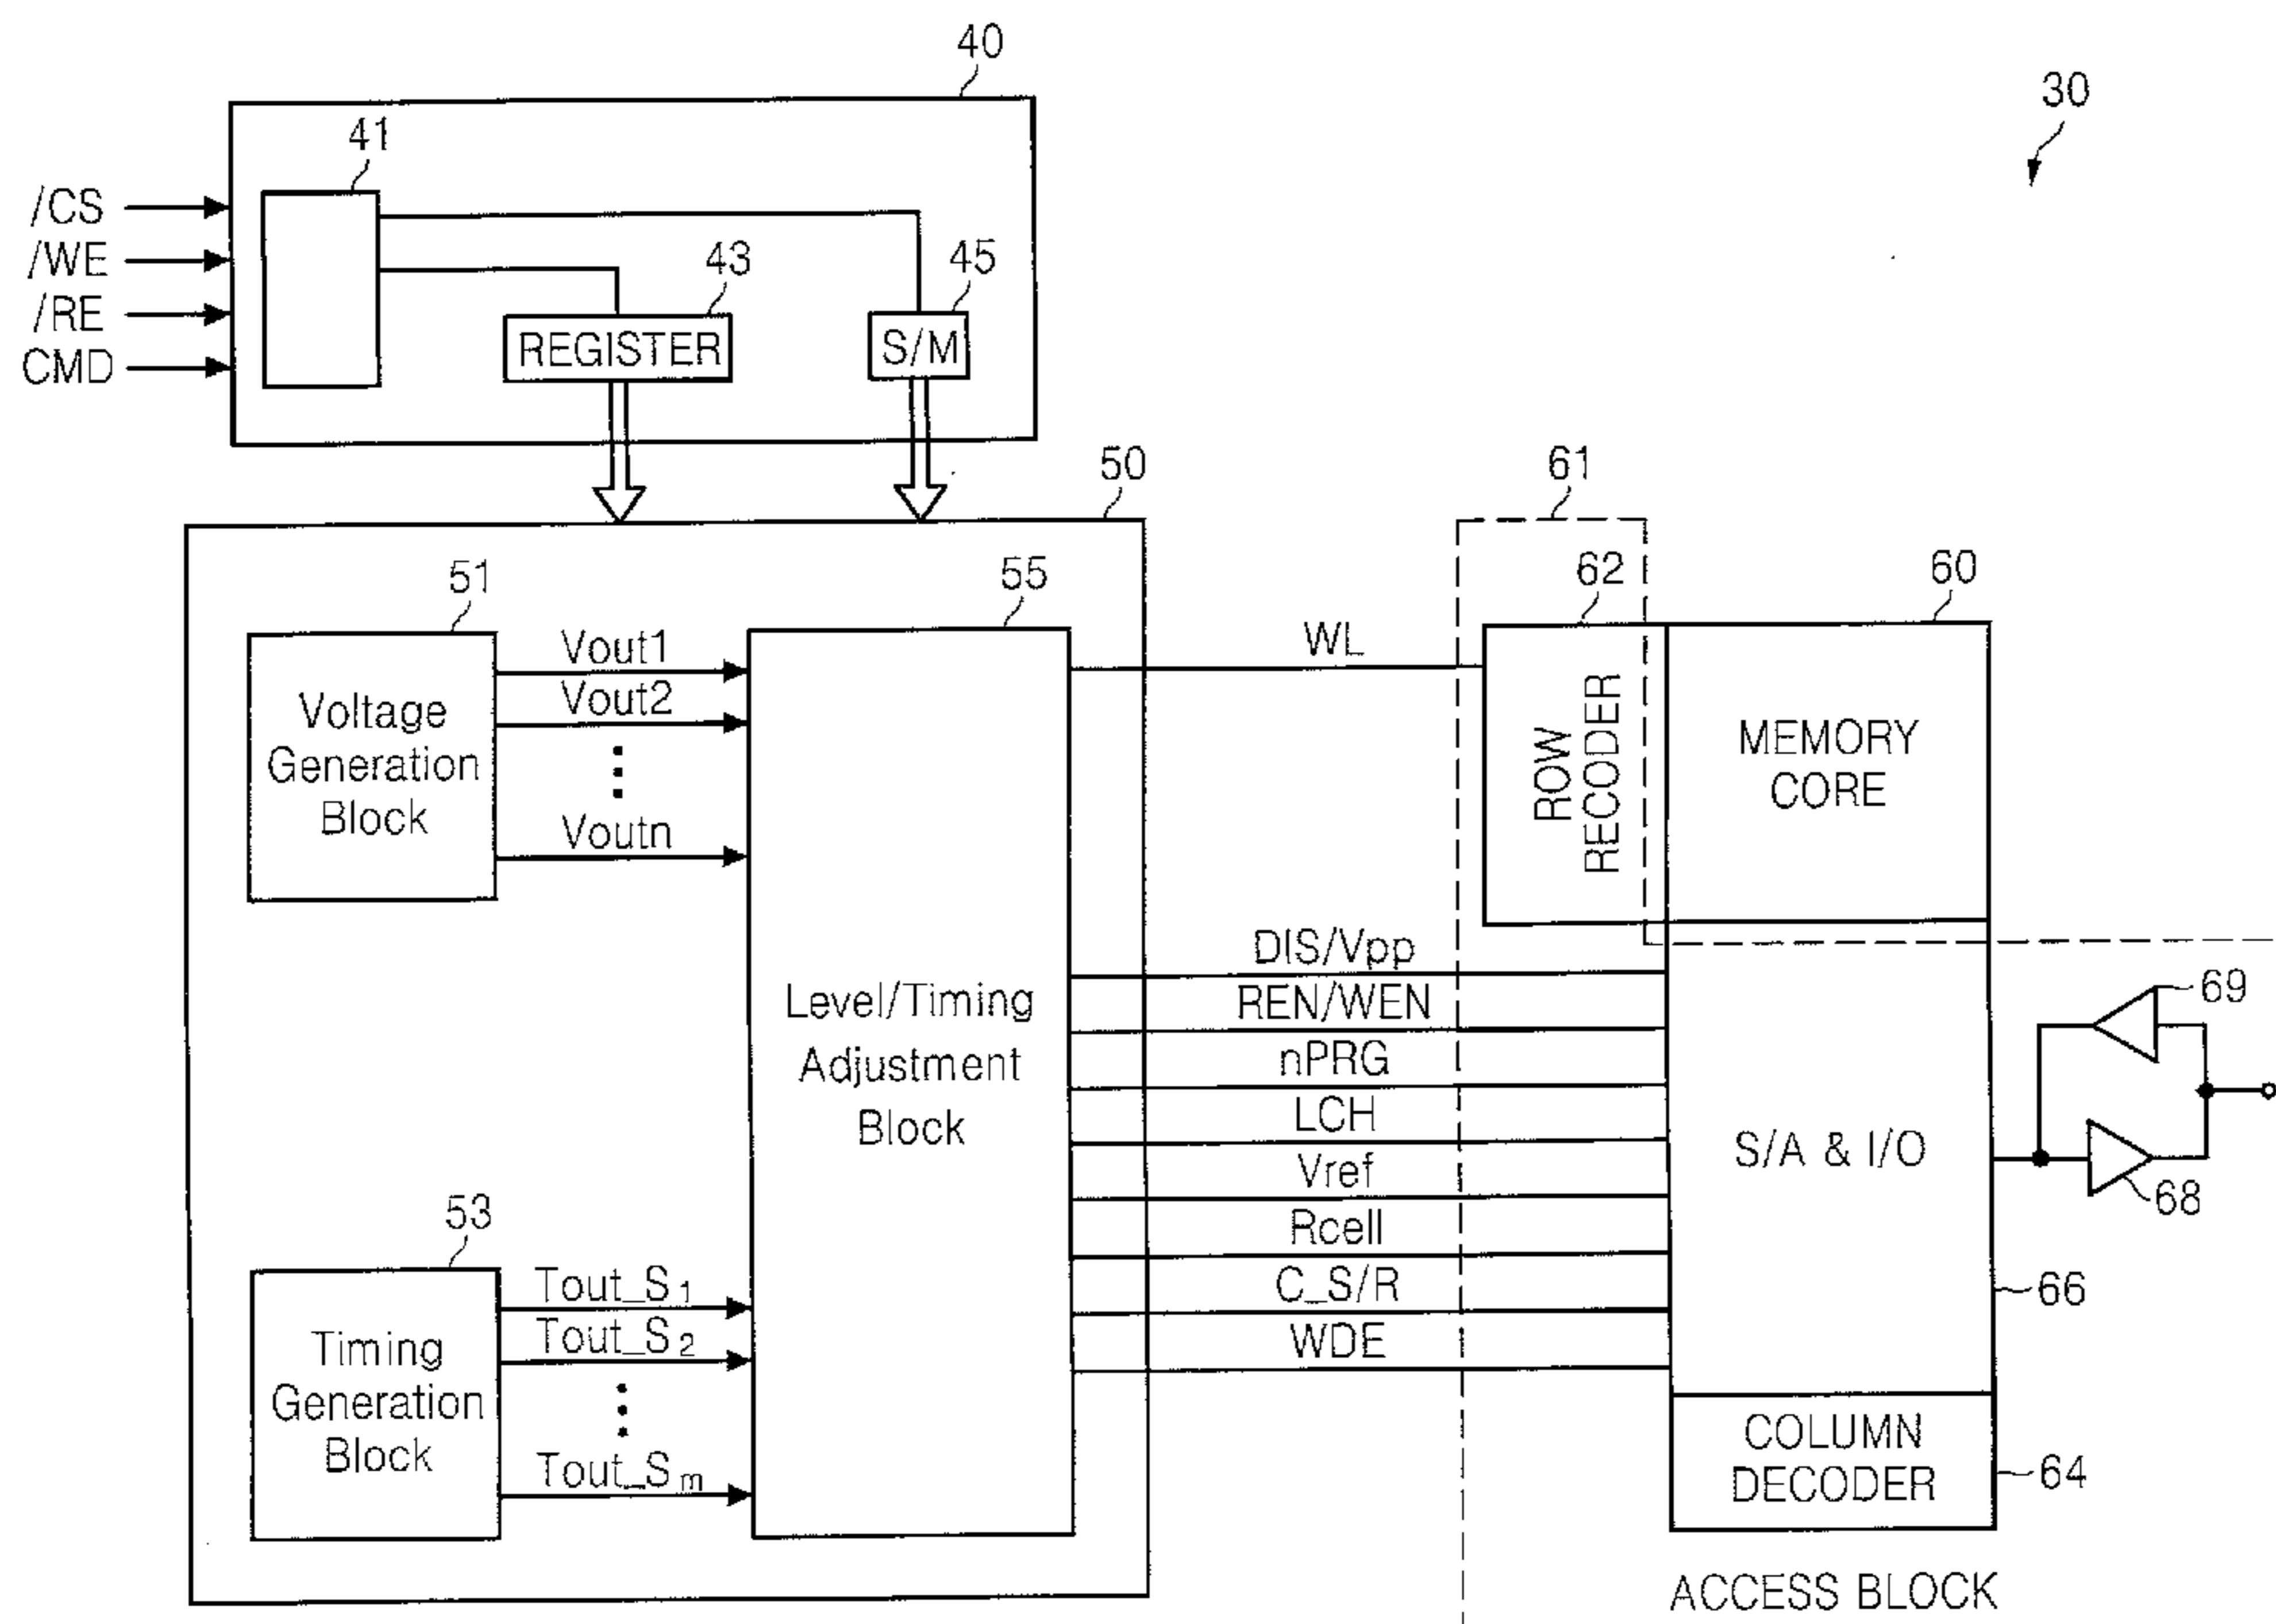 40
30
41
/CS
/WE
/RE
CMD
43
45
REGISTER
S/M
50
61
51
55
62
60
Voltage
Generation
Block
Vout1
Vout2
Voutn
WL
ROW
RECODER
MEMORY
CORE
Level/Timing
Adjustment
Block
DIS/Vpp
REN/WEN
nPRG
LCH
Vref
Rcell
C_S/R
WDE
S/A & I/O
69
68
66
53
Timing
Generation
Block
Tout_S1
Tout_S2
Tout_Sm
COLUMN
DECODER
64
ACCESS BLOCK